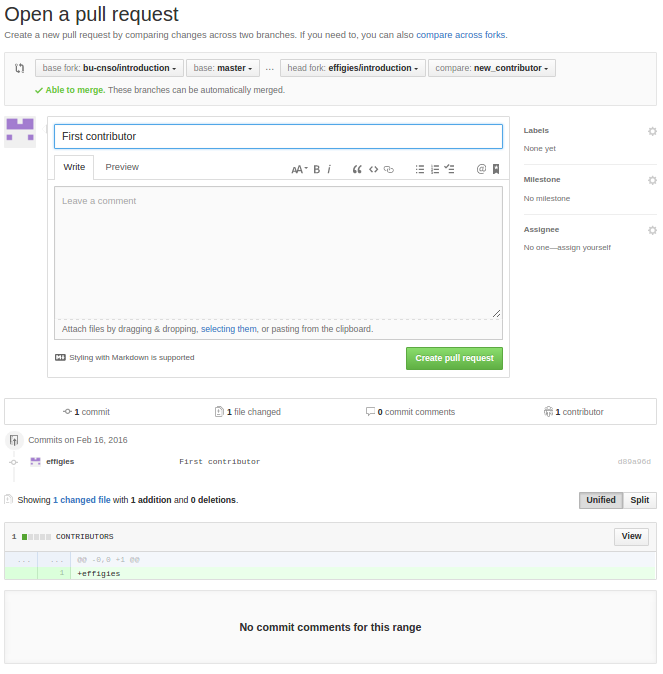 Open a pull request
Create a new pull request by comparing changes across two branches. If you need to, you can also compare across forks.
base fork: bu-cnso/introduction base: master ... head fork: effigies/introduction compare: new_contributor
Able to merge. These branches can be automatically merged.
First contributor
Write Preview
AA B i “ <> @
Leave a comment
Attach files by dragging & dropping, selecting them, or pasting from the clipboard.
Styling with Markdown is supported
Create pull request
Labels
None yet
Milestone
No milestone
Assignee
No one—assign yourself
1 commit 1 file changed 0 commit comments 1 contributor
Commits on Feb 16, 2016
effigies First contributor d89a96d
Showing 1 changed file with 1 addition and 0 deletions.
Unified Split
1 CONTRIBUTORS View
... ... @@ -0,0 +1 @@
1 +effigies
No commit comments for this range